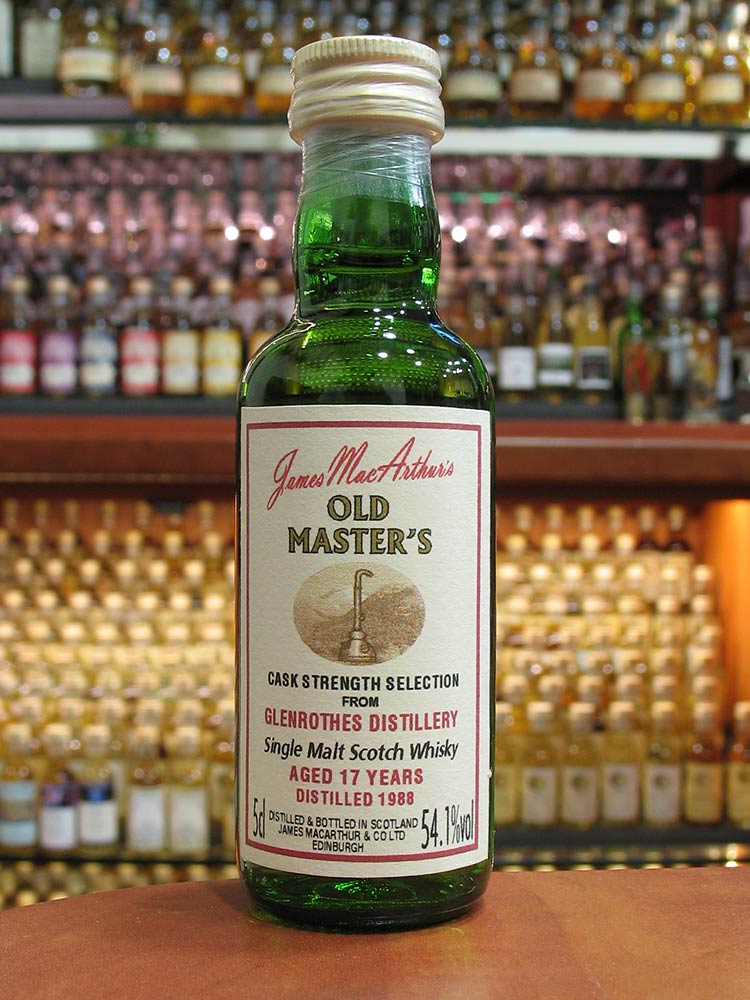 James MacArthur's
OLD
MASTER'S
CASK STRENGTH SELECTION
FROM
GLENROTHES DISTILLERY
Single Malt Scotch Whisky
AGED 17 YEARS
DISTILLED 1988
5cl
DISTILLED & BOTTLED IN SCOTLAND
JAMES MACARTHUR & CO LTD
EDINBURGH
54.1%vol